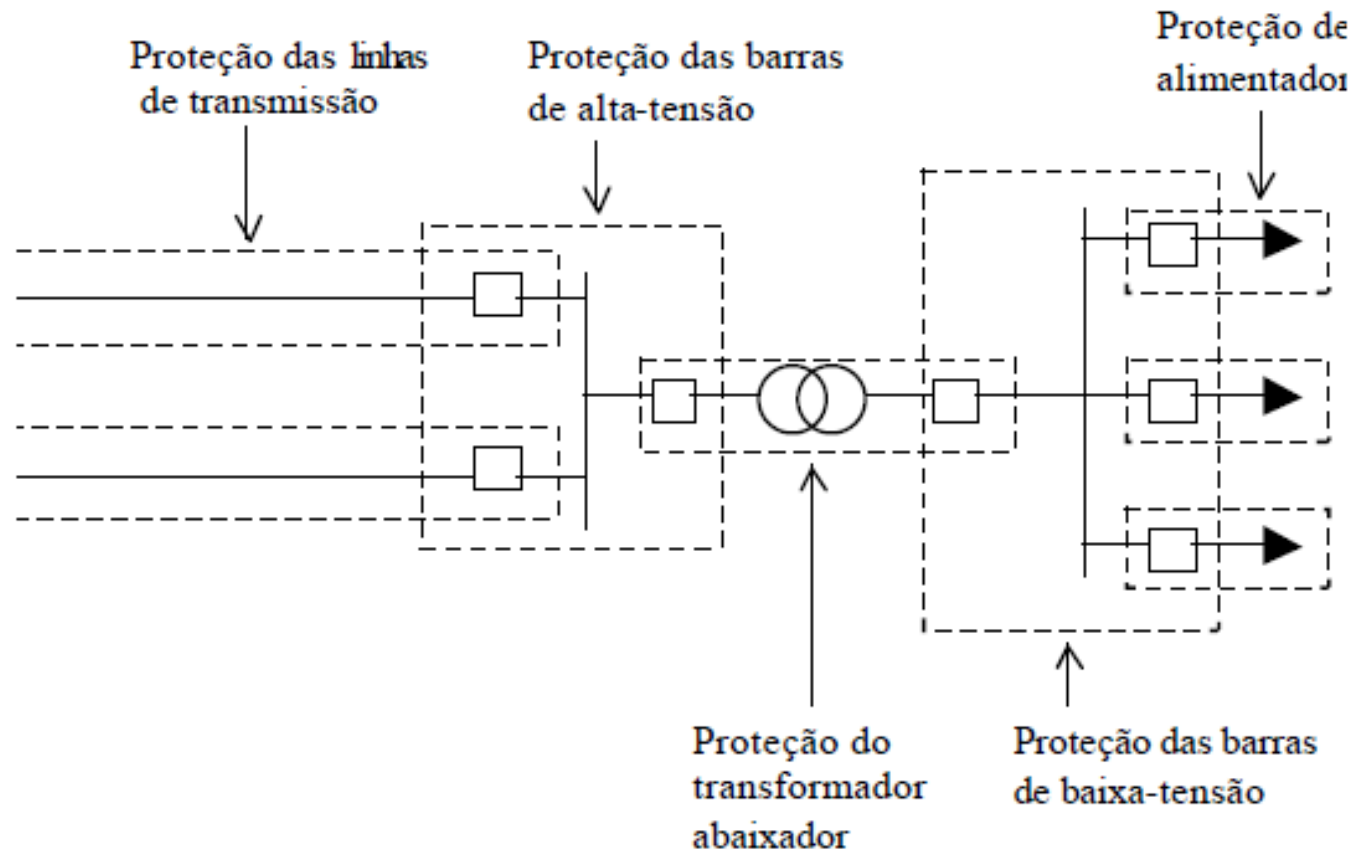 Proteção das linhas
de transmissão
Proteção das barras
de alta-tensão
Proteção de
alimentador
Proteção do
transformador
abaixador
Proteção das barras
de baixa-tensão